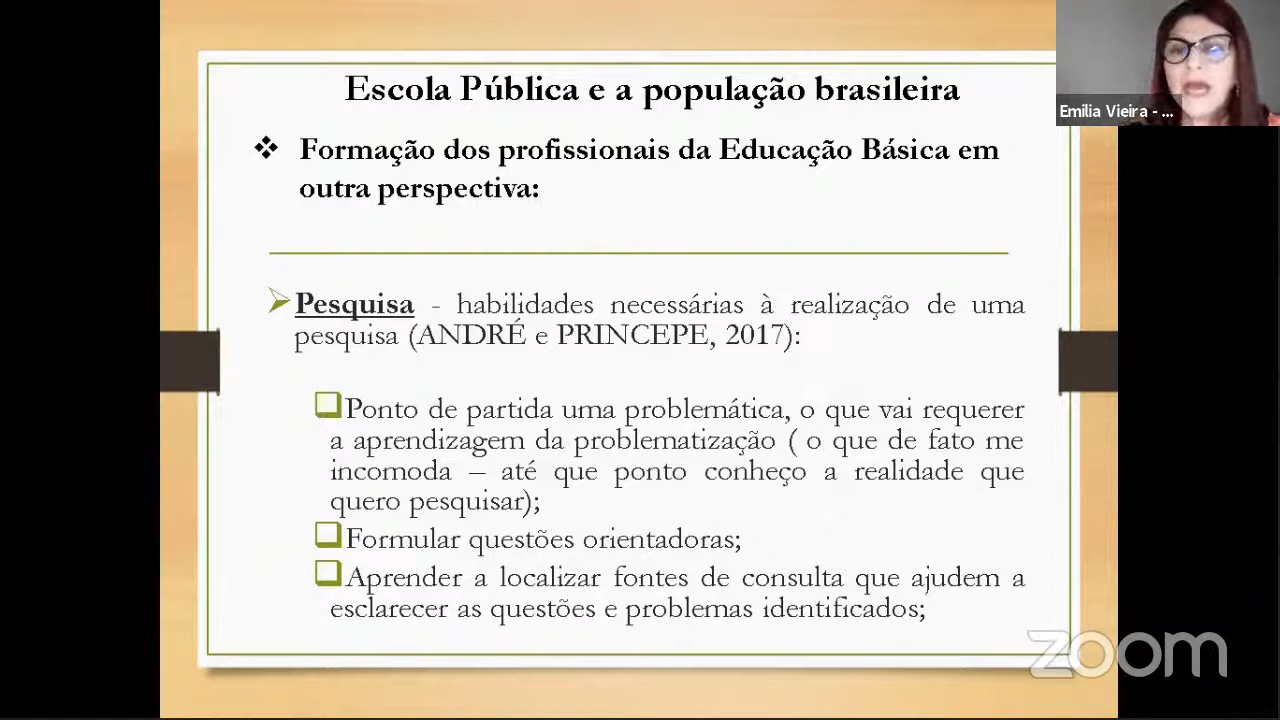 Escola Pública e a população brasileira
Emilia Vieira - ...
❖ Formação dos profissionais da Educação Básica em
outra perspectiva:
➢Pesquisa - habilidades necessárias à realização de uma
pesquisa (ANDRÉ e PRINCEPE, 2017):
❑Ponto de partida uma problemática, o que vai requerer
a aprendizagem da problematização ( o que de fato me
incomoda – até que ponto conheço a realidade que
quero pesquisar);
❑Formular questões orientadoras;
❑Aprender a localizar fontes de consulta que ajudem a
esclarecer as questões e problemas identificados;
zoom